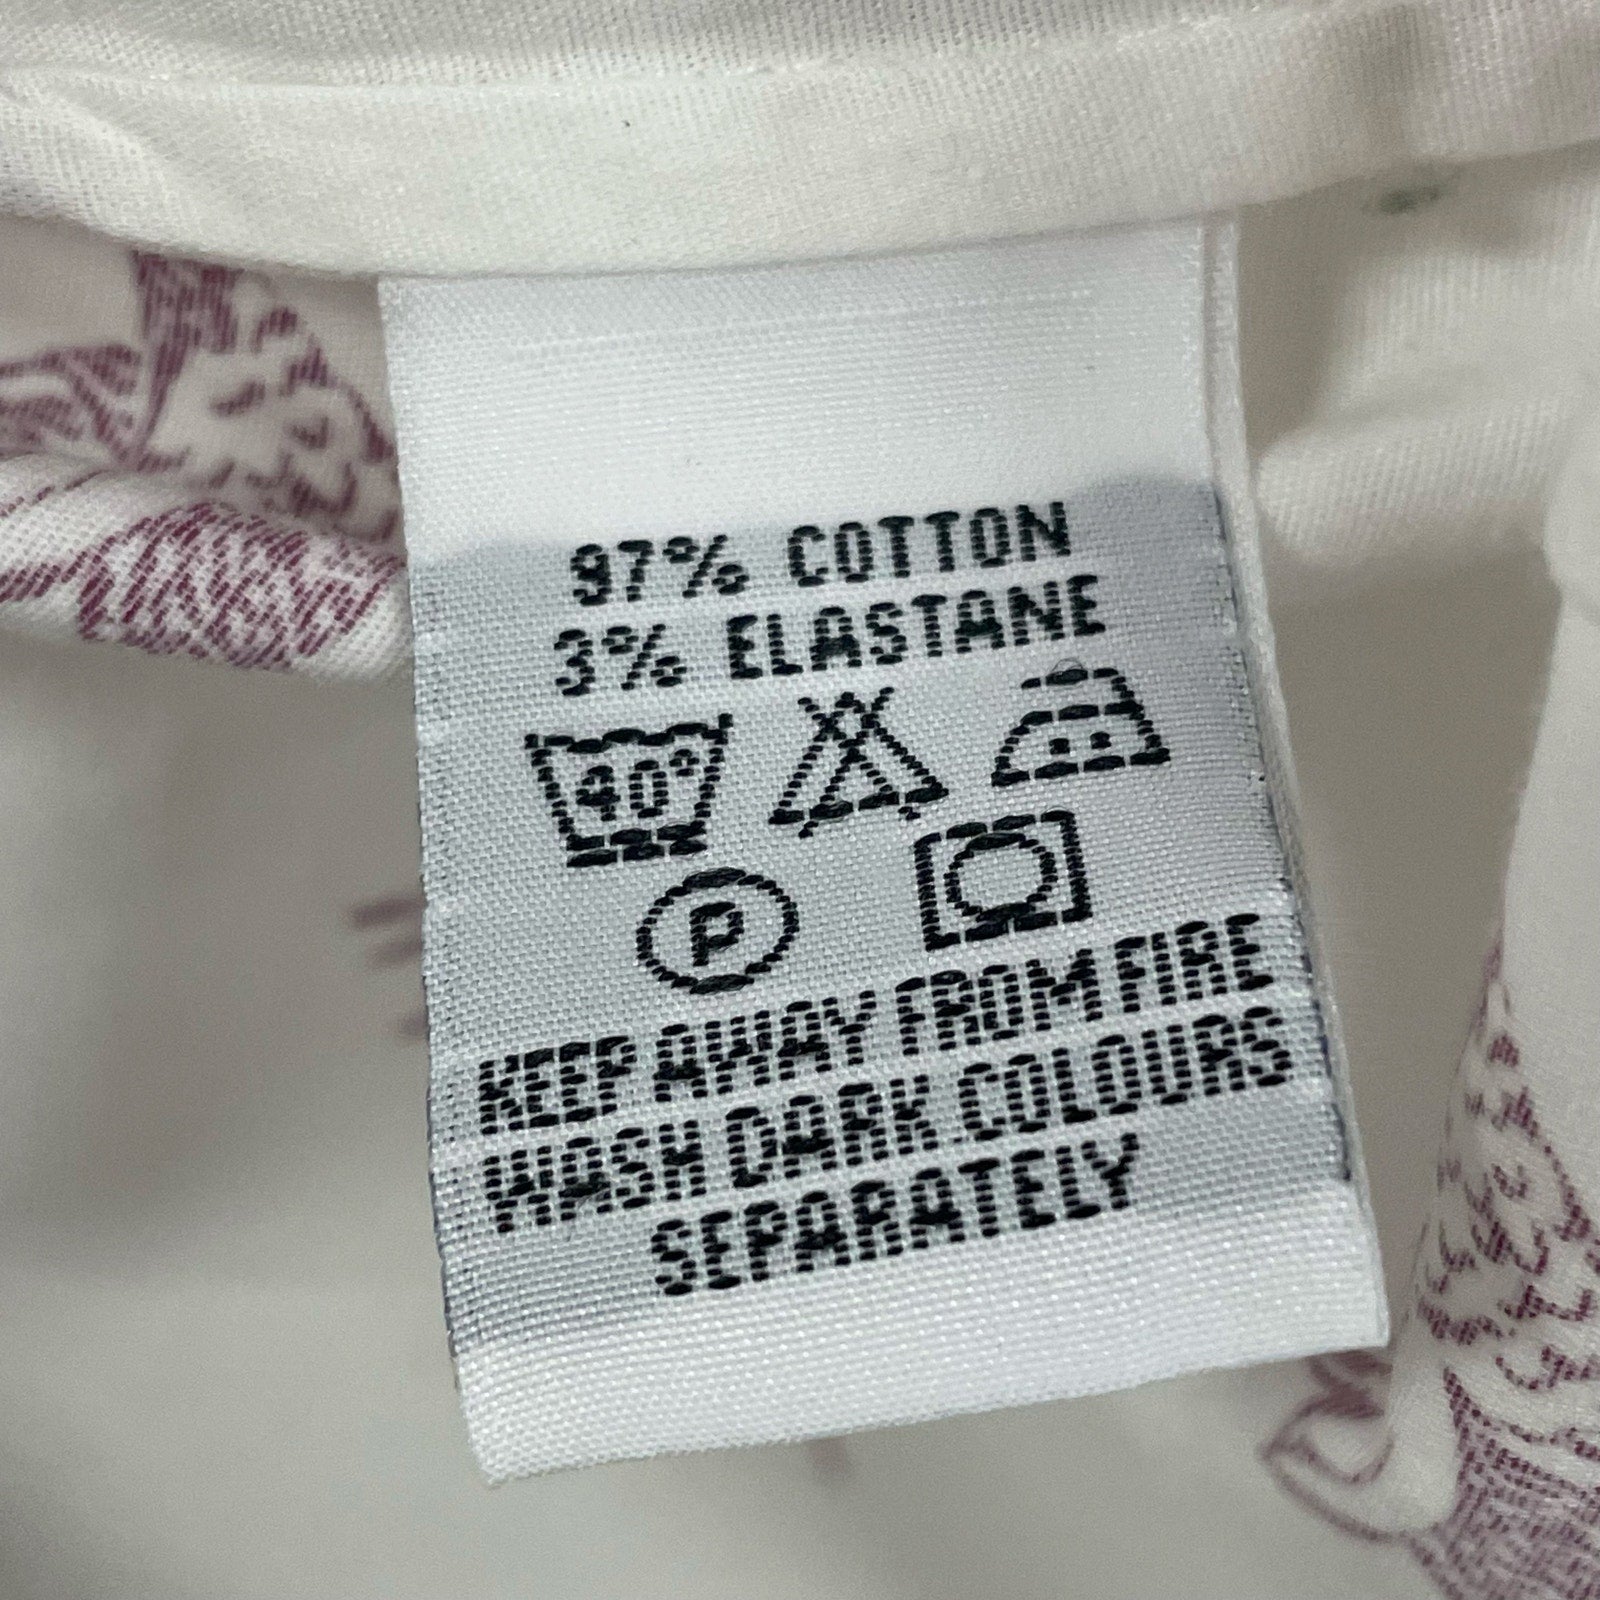 97% COTTON
3% ELASTANE
40°
P
KEEP AWAY FROM FIRE
WASH DARK COLOURS
SEPARATELY